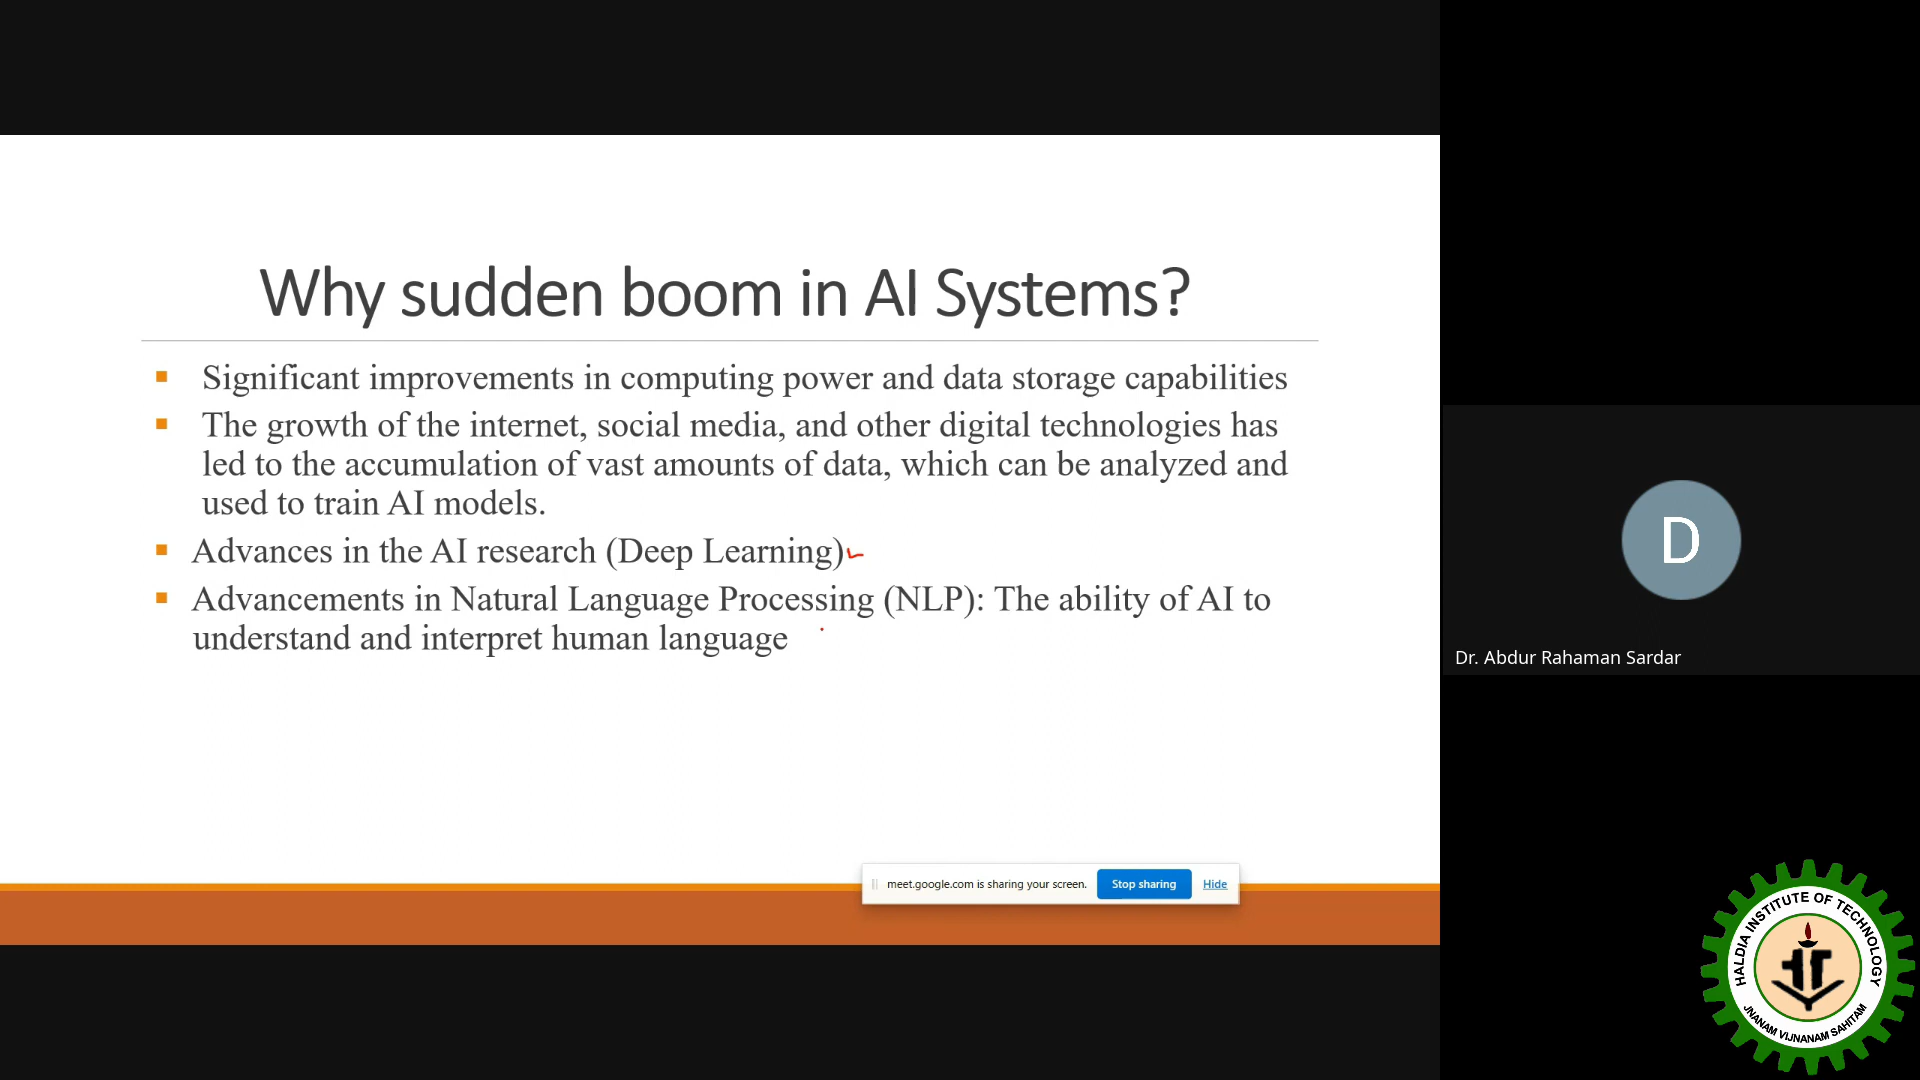 Why sudden boom in AI Systems?
Significant improvements in computing power and data storage capabilities
The growth of the internet, social media, and other digital technologies has
led to the accumulation of vast amounts of data, which can be analyzed and
used to train AI models.
Advances in the AI research (Deep Learning)
Advancements in Natural Language Processing (NLP): The ability of AI to
understand and interpret human language
meet.google.com is sharing your screen. Stop sharing Hide
D
Dr. Abdur Rahaman Sardar
HALDIA INSTITUTE OF TECHNOLOGY
JNANAM VIJNANAM SAHITAM